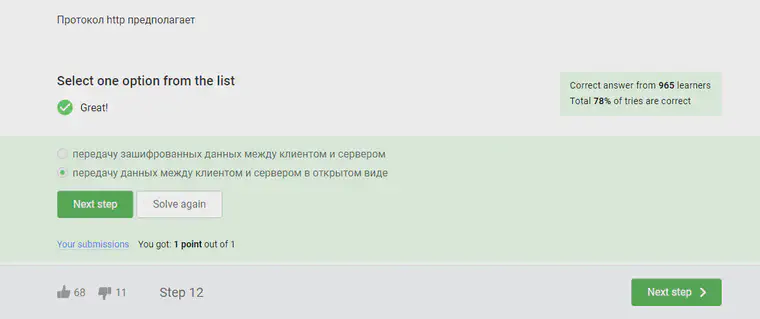 Протокол http предполагает
Select one option from the list
Great!
Correct answer from 965 learners
Total 78% of tries are correct
передачу зашифрованных данных между клиентом и сервером
передачу данных между клиентом и сервером в открытом виде
Next step
Solve again
Your submissions You got: 1 point out of 1
68 11 Step 12
Next step